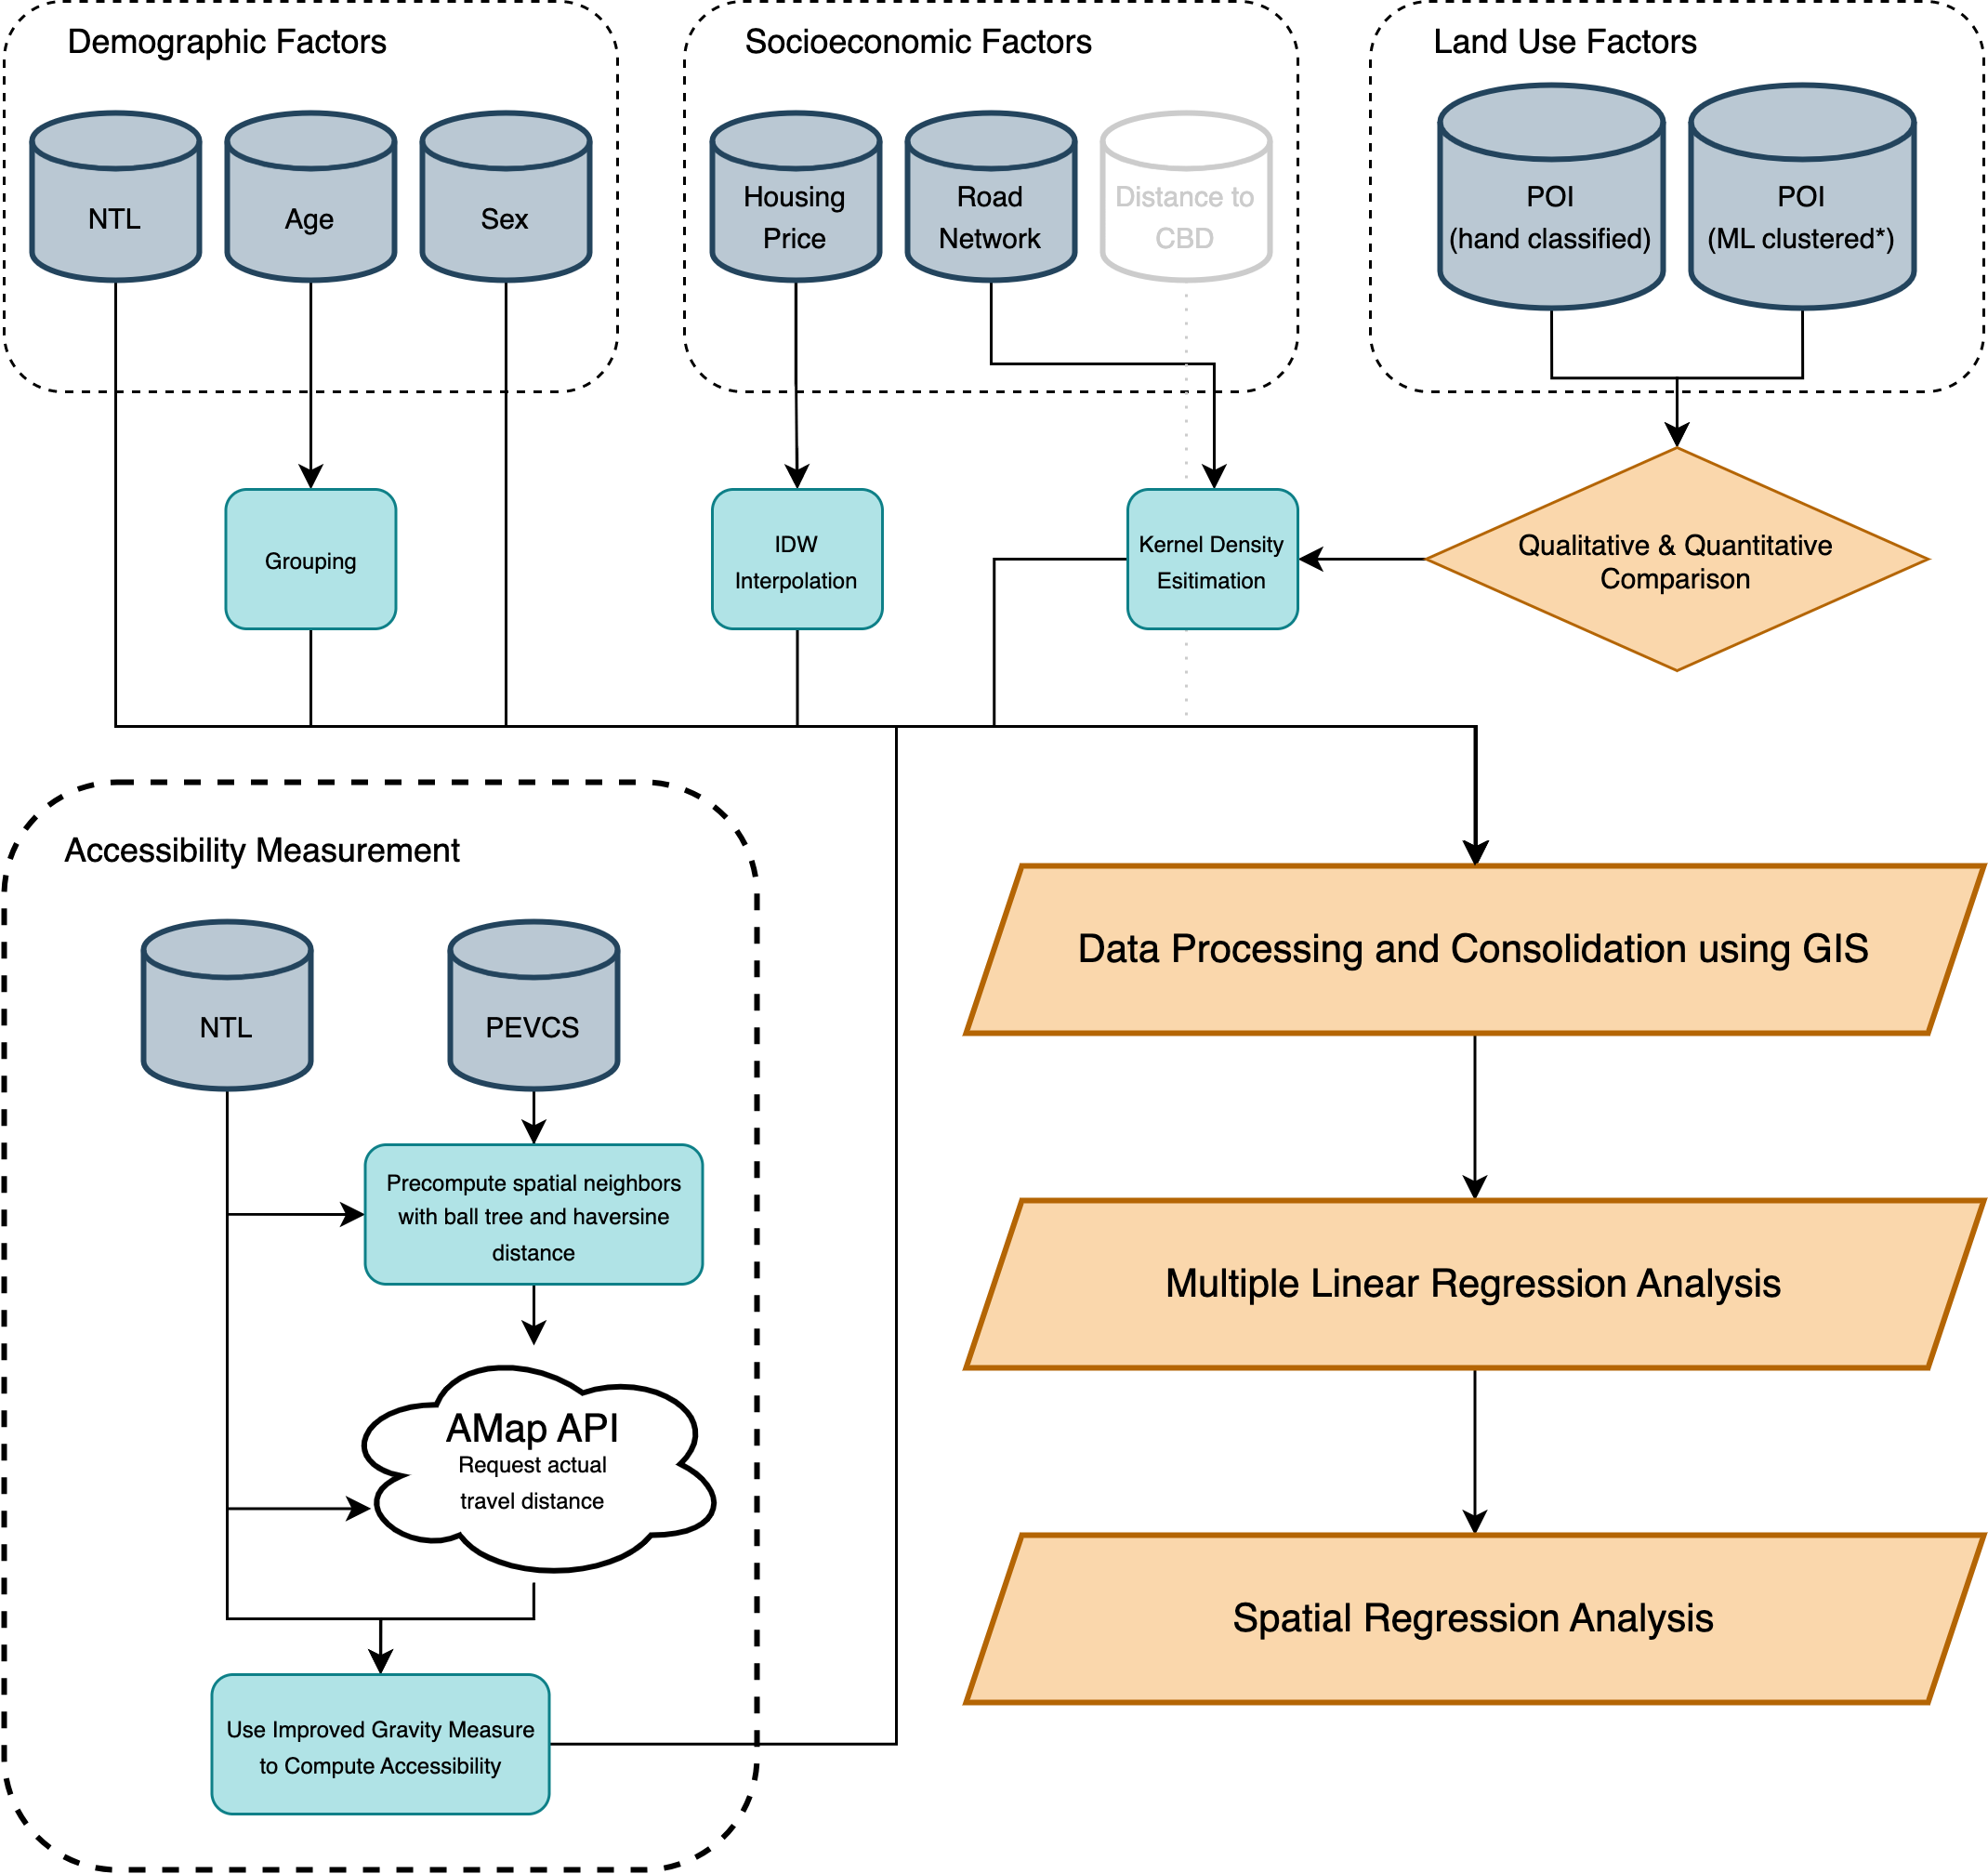 Demographic Factors
NTL
Age
Sex
Socioeconomic Factors
Housing
Price
Road
Network
Distance to
CBD
Land Use Factors
POI
(hand classified)
POI
(ML clustered*)
Grouping
IDW
Interpolation
Kernel Density
Esitimation
Qualitative & Quantitative
Comparison
Accessibility Measurement
NTL
PEVCS
Precompute spatial neighbors
with ball tree and haversine
distance
AMap API
Request actual
travel distance
Use Improved Gravity Measure
to Compute Accessibility
Data Processing and Consolidation using GIS
Multiple Linear Regression Analysis
Spatial Regression Analysis